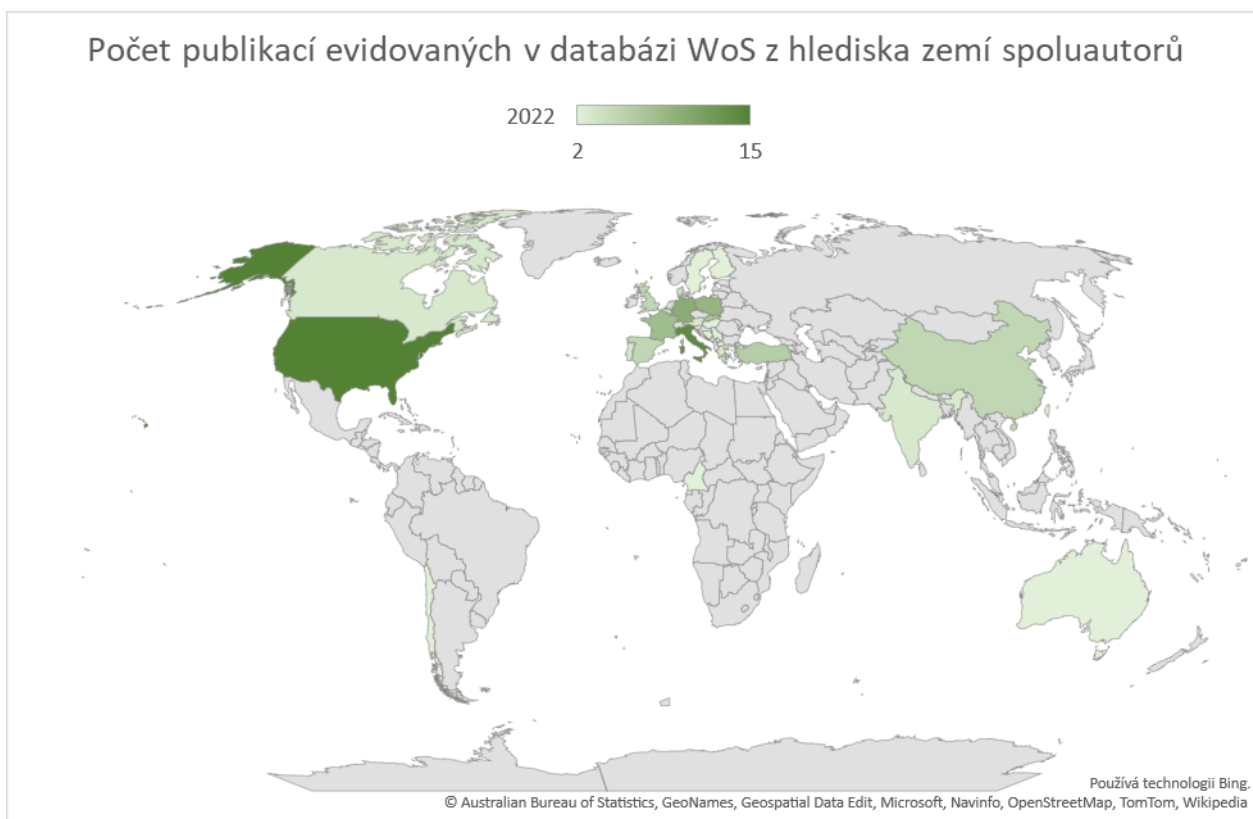 Počet publikací evidovaných v databázi WoS z hlediska zemí spoluautorů
2022
2 15
Používá technologii Bing.
© Australian Bureau of Statistics, GeoNames, Geospatial Data Edit, Microsoft, Navinfo, OpenStreetMap, TomTom, Wikipedia